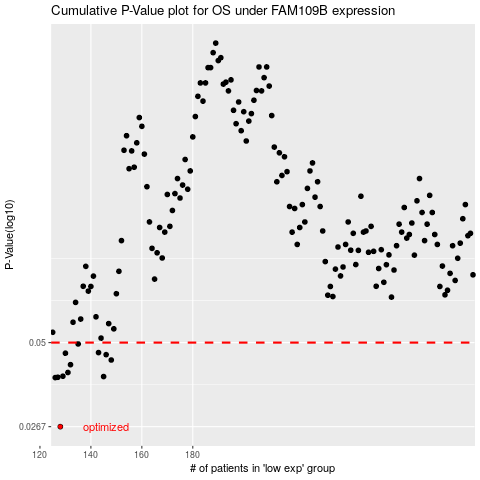 Cumulative P-Value plot for OS under FAM109B expression
P-Value(log10)
0.05
0.0267
optimized
120 140 160 180
# of patients in 'low exp' group